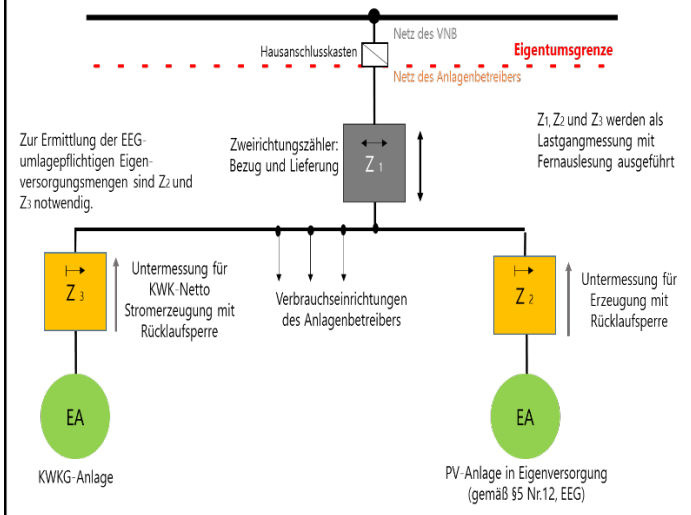 Netz des VNB
Hausanschlusskasten
Eigentumsgrenze
Netz des Anlagenbetreibers
Zur Ermittlung der EEG-
umlagepflichtigen Eigen-
versorgungsmengen sind Z2 und
Z3 notwendig.
Zweirichtungszähler:
Bezug und Lieferung
Z 1
Z1, Z2 und Z3 werden als
Lastgangmessung mit
Fernauslesung ausgeführt
Z 3
Untermessung für
KWK-Netto
Stromerzeugung mit
Rücklaufsperre
Verbrauchseinrichtungen
des Anlagenbetreibers
Z 2
Untermessung für
Erzeugung mit
Rücklaufsperre
EA
KWKG-Anlage
EA
PV-Anlage in Eigenversorgung
(gemäß §5 Nr.12, EEG)